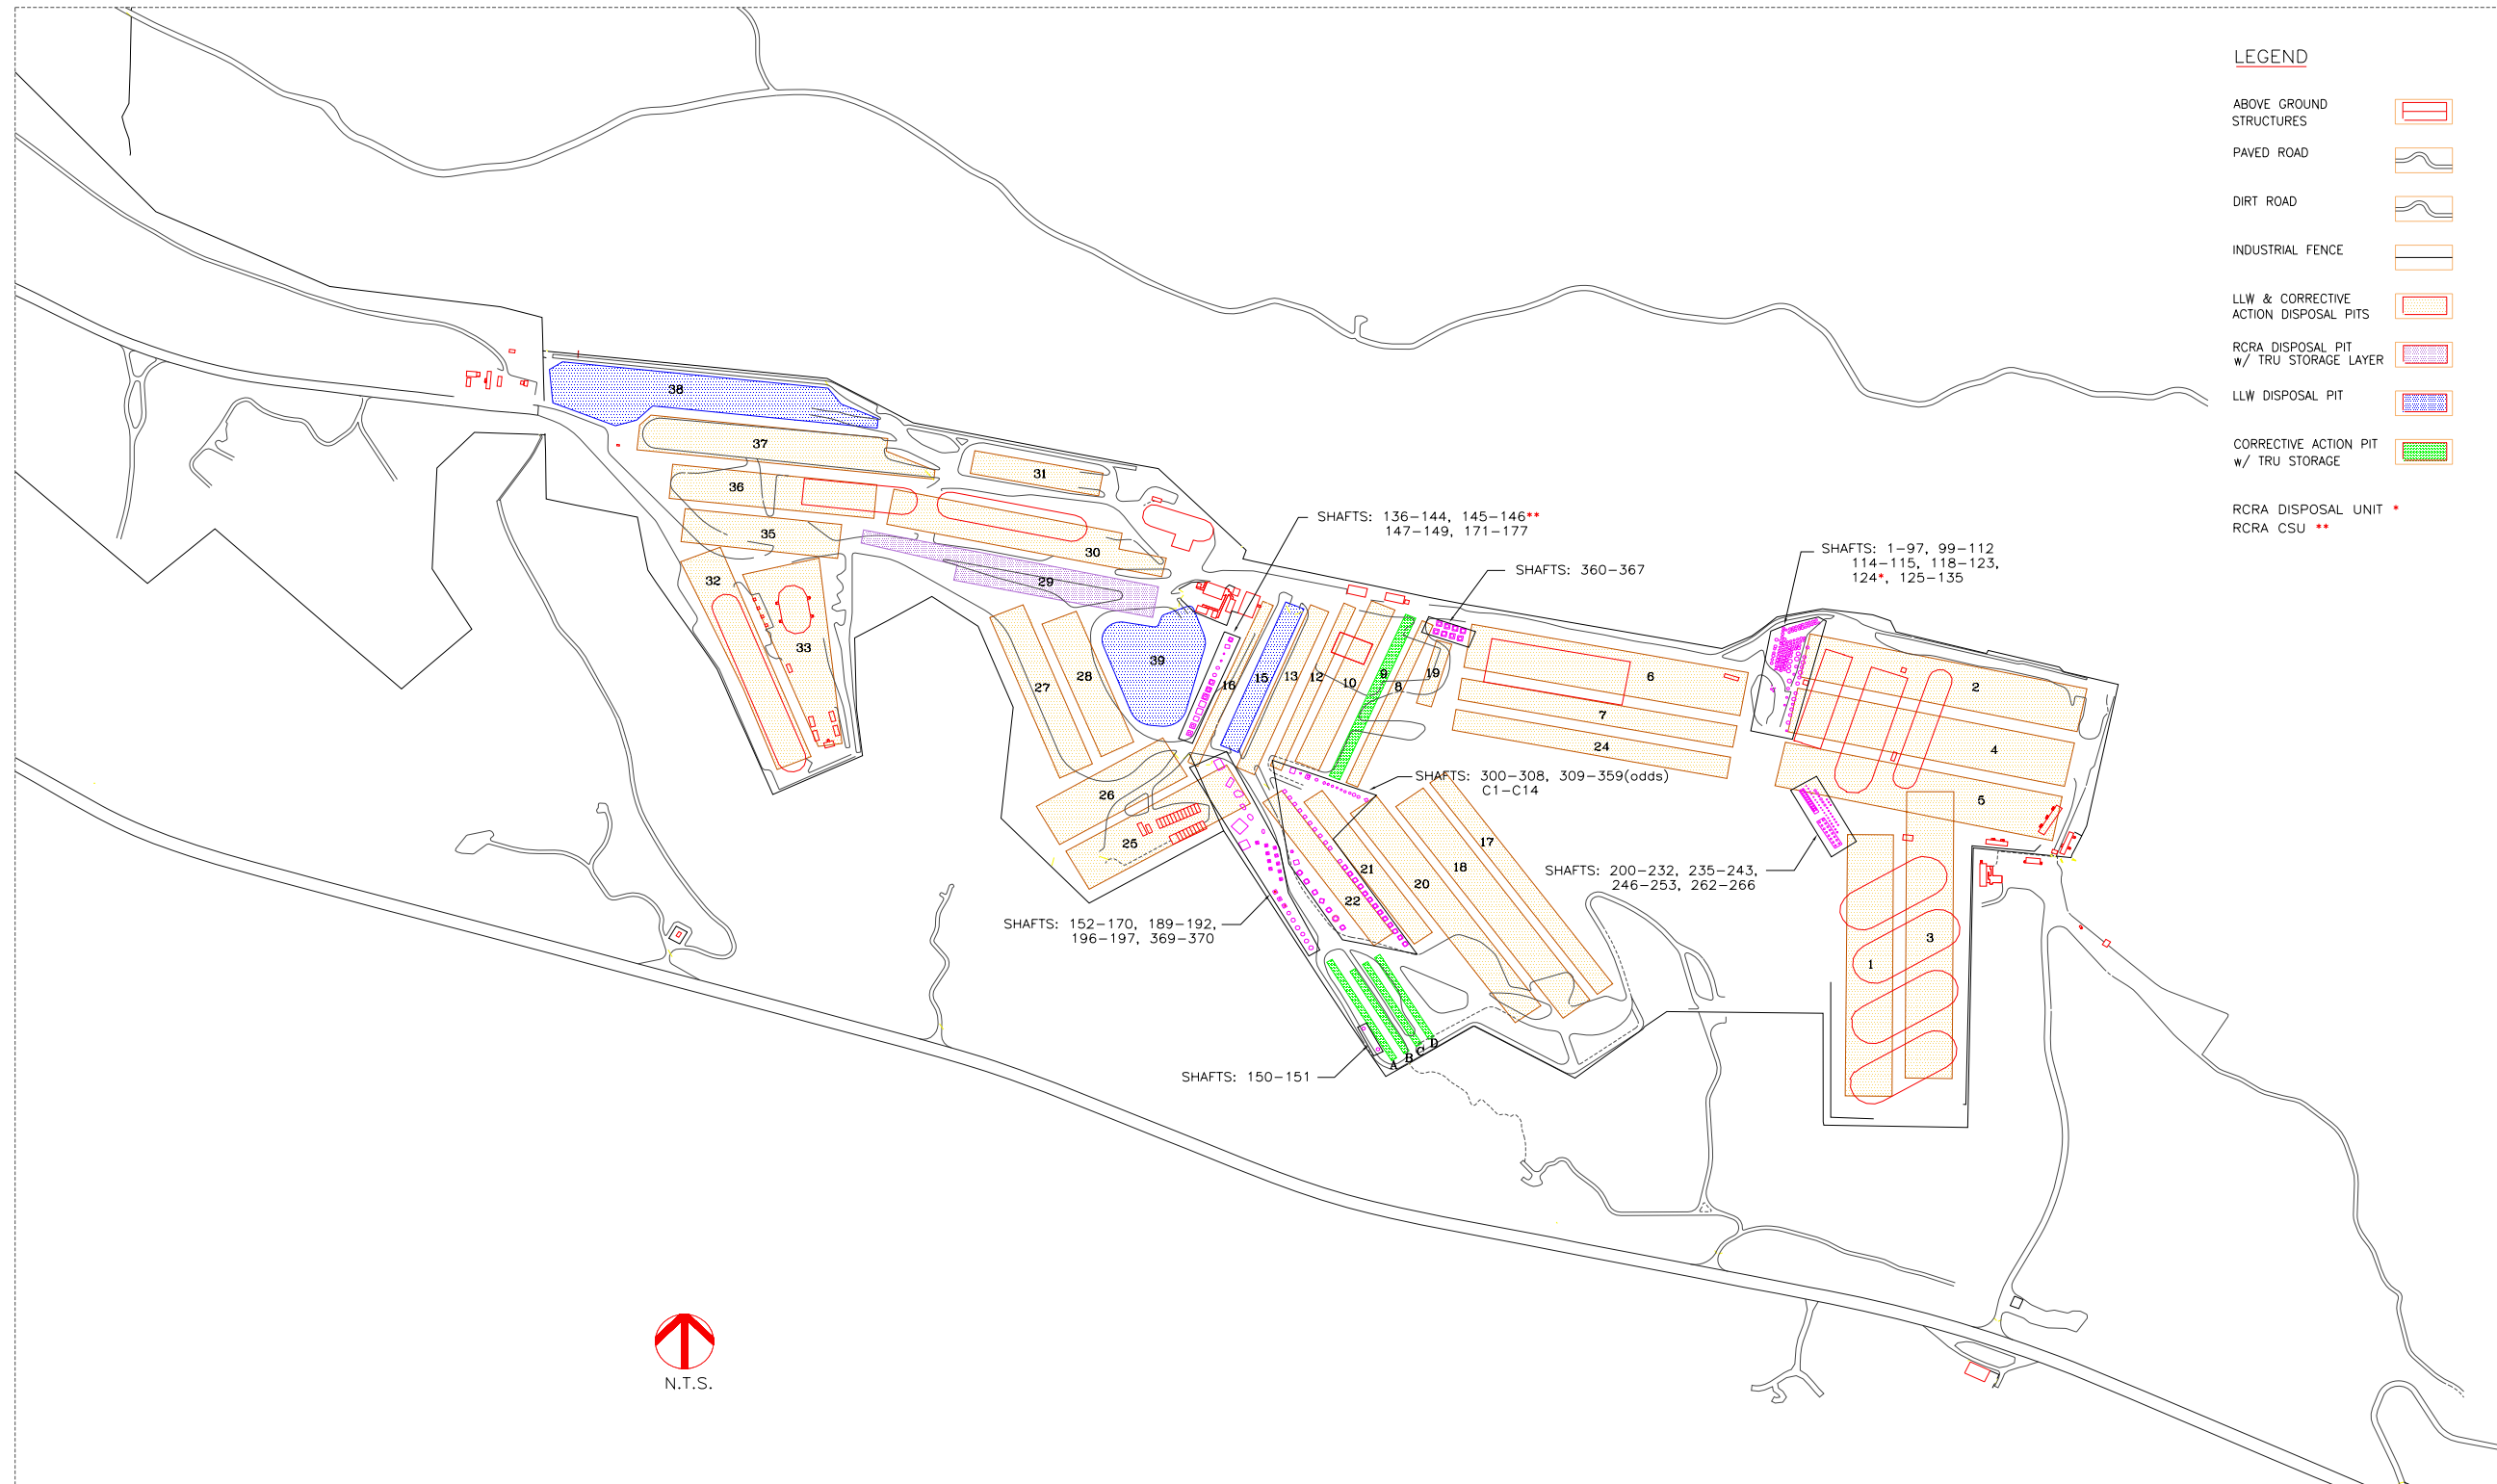 LEGEND
ABOVE GROUND
STRUCTURES
PAVED ROAD
DIRT ROAD
INDUSTRIAL FENCE
LLW & CORRECTIVE
ACTION DISPOSAL PITS
RCRA DISPOSAL PIT
w/ TRU STORAGE LAYER
LLW DISPOSAL PIT
CORRECTIVE ACTION PIT
w/ TRU STORAGE
RCRA DISPOSAL UNIT *
RCRA CSU **
38
37
31
36
35
30
29
32
33
27
28
39
26
25
16
15
13
12
10
9
8
19
6
7
24
2
4
5
3
1
17
18
20
21
22
A
B
C
D
SHAFTS: 136-144, 145-146**
147-149, 171-177
SHAFTS: 360-367
SHAFTS: 1-97, 99-112
114-115, 118-123,
124*, 125-135
SHAFTS: 300-308, 309-359(odds)
C1-C14
SHAFTS: 200-232, 235-243,
246-253, 262-266
SHAFTS: 152-170, 189-192,
196-197, 369-370
SHAFTS: 150-151
N.T.S.